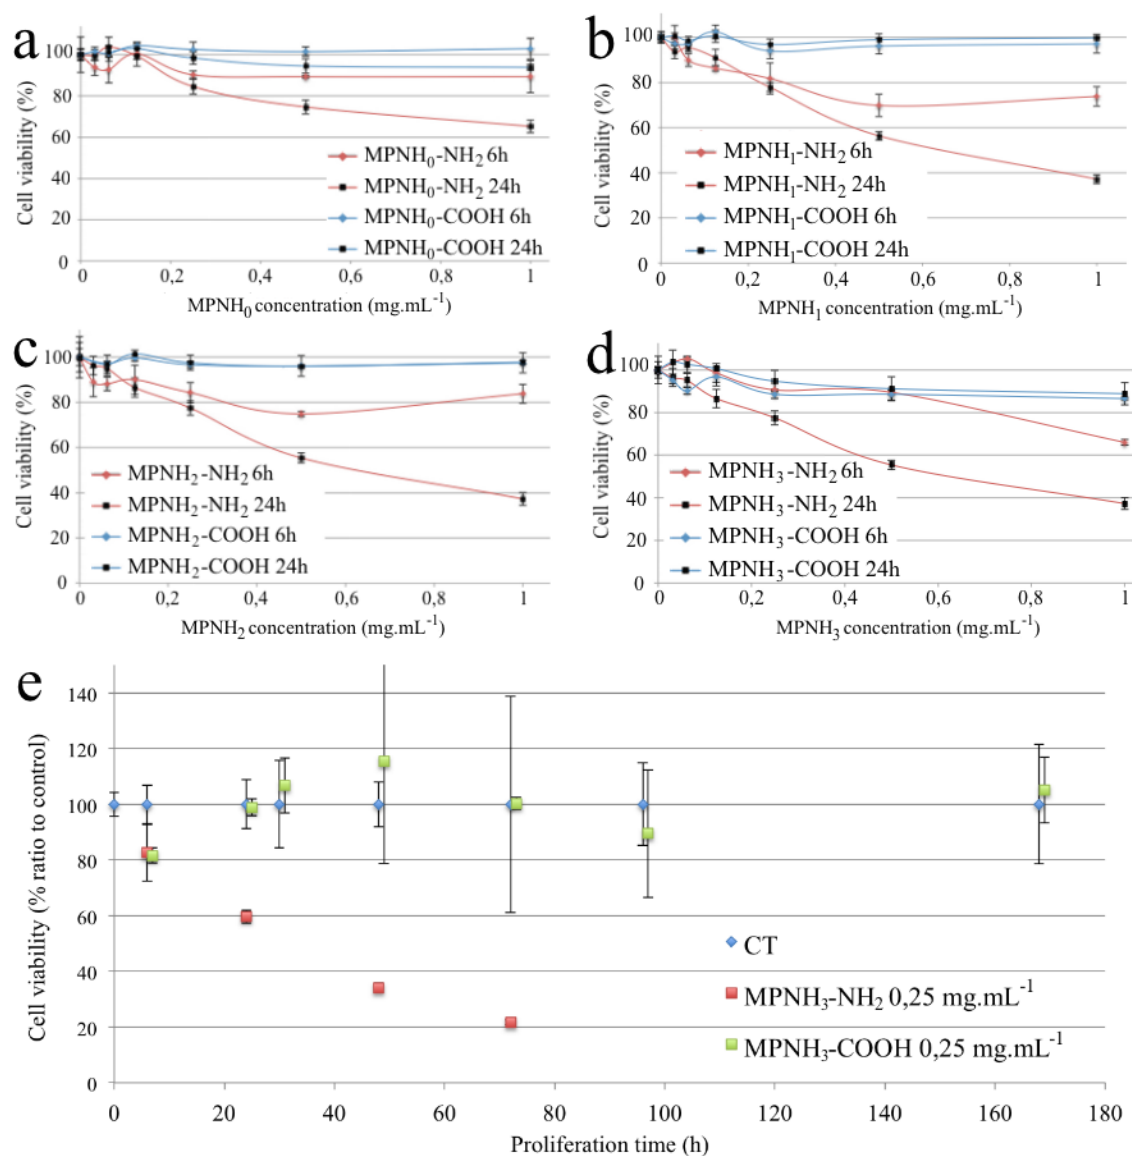 a
100
80
60
40
20
0
Cell viability (%)
MPNH0-NH2 6h
MPNH0-NH2 24h
MPNH0-COOH 6h
MPNH0-COOH 24h
0 0,2 0,4 0,6 0,8 1
MPNH0 concentration (mg.mL-1)
b
100
80
60
40
20
0
Cell viability (%)
MPNH1-NH2 6h
MPNH1-NH2 24h
MPNH1-COOH 6h
MPNH1-COOH 24h
0 0,2 0,4 0,6 0,8 1
MPNH1 concentration (mg.mL-1)
c
100
80
60
40
20
0
Cell viability (%)
MPNH2-NH2 6h
MPNH2-NH2 24h
MPNH2-COOH 6h
MPNH2-COOH 24h
0 0,2 0,4 0,6 0,8 1
MPNH2 concentration (mg.mL-1)
d
100
80
60
40
20
0
Cell viability (%)
MPNH3-NH2 6h
MPNH3-NH2 24h
MPNH3-COOH 6h
MPNH3-COOH 24h
0 0,2 0,4 0,6 0,8 1
MPNH3 concentration (mg.mL-1)
e
140
120
100
80
60
40
20
0
Cell viability (% ratio to control)
CT
MPNH3-NH2 0,25 mg.mL-1
MPNH3-COOH 0,25 mg.mL-1
0 20 40 60 80 100 120 140 160 180
Proliferation time (h)